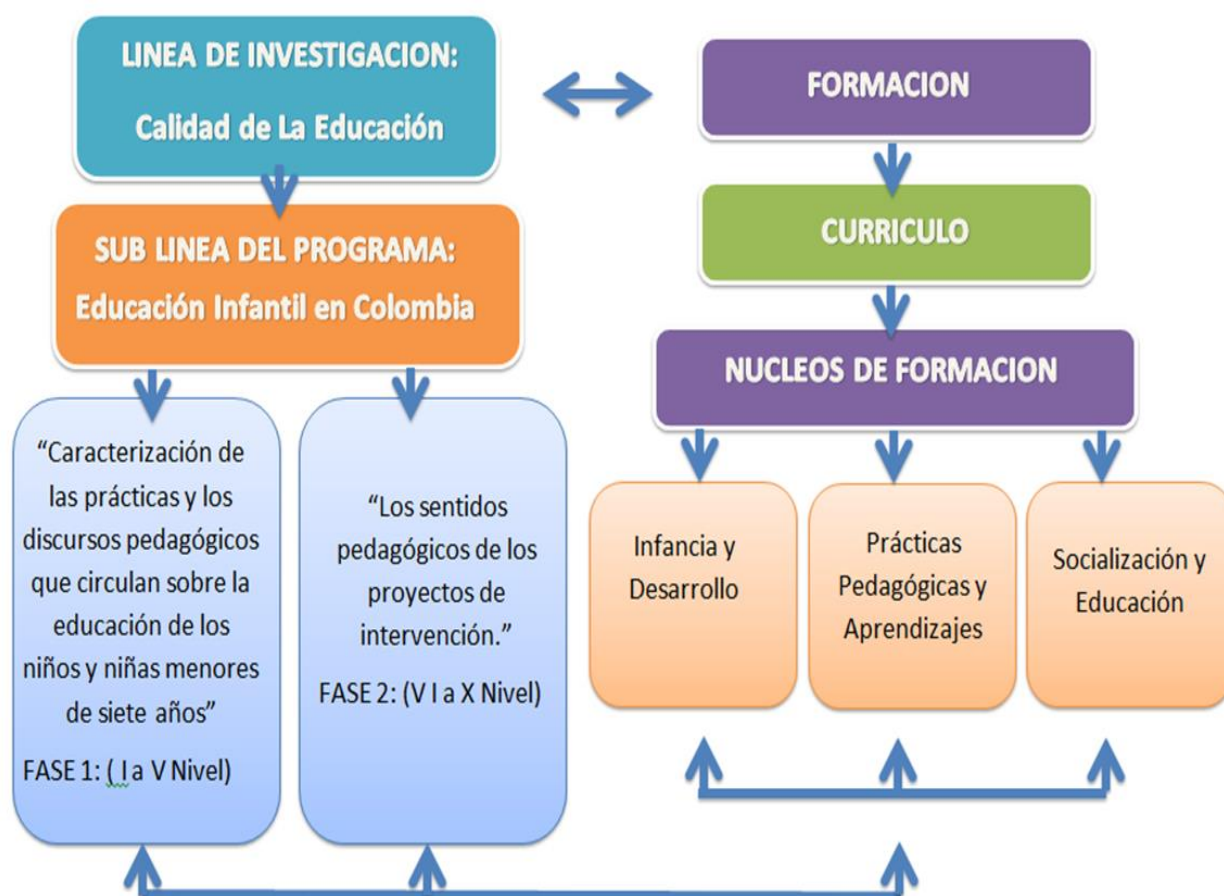 LINEA DE INVESTIGACION:
Calidad de La Educación
SUB LINEA DEL PROGRAMA:
Educación Infantil en Colombia
“Caracterización de
las prácticas y los
discursos pedagógicos
que circulan sobre la
educación de los
niños y niñas menores
de siete años”
FASE 1: ( I a V Nivel)
“Los sentidos
pedagógicos de los
proyectos de
intervención.”
FASE 2: (V I a X Nivel)
FORMACION
CURRICULO
NUCLEOS DE FORMACION
Infancia y
Desarrollo
Prácticas
Pedagógicas y
Aprendizajes
Socialización y
Educación